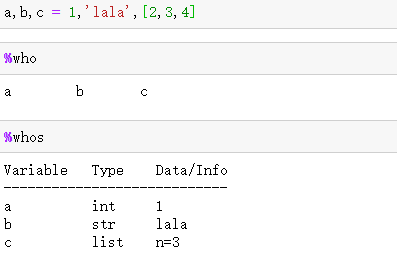 a,b,c = 1,'lala',[2,3,4]
%who
a        b       c
%whos
Variable   Type    Data/Info
----------------------------
a          int     1
b          str     lala
c          list    n=3